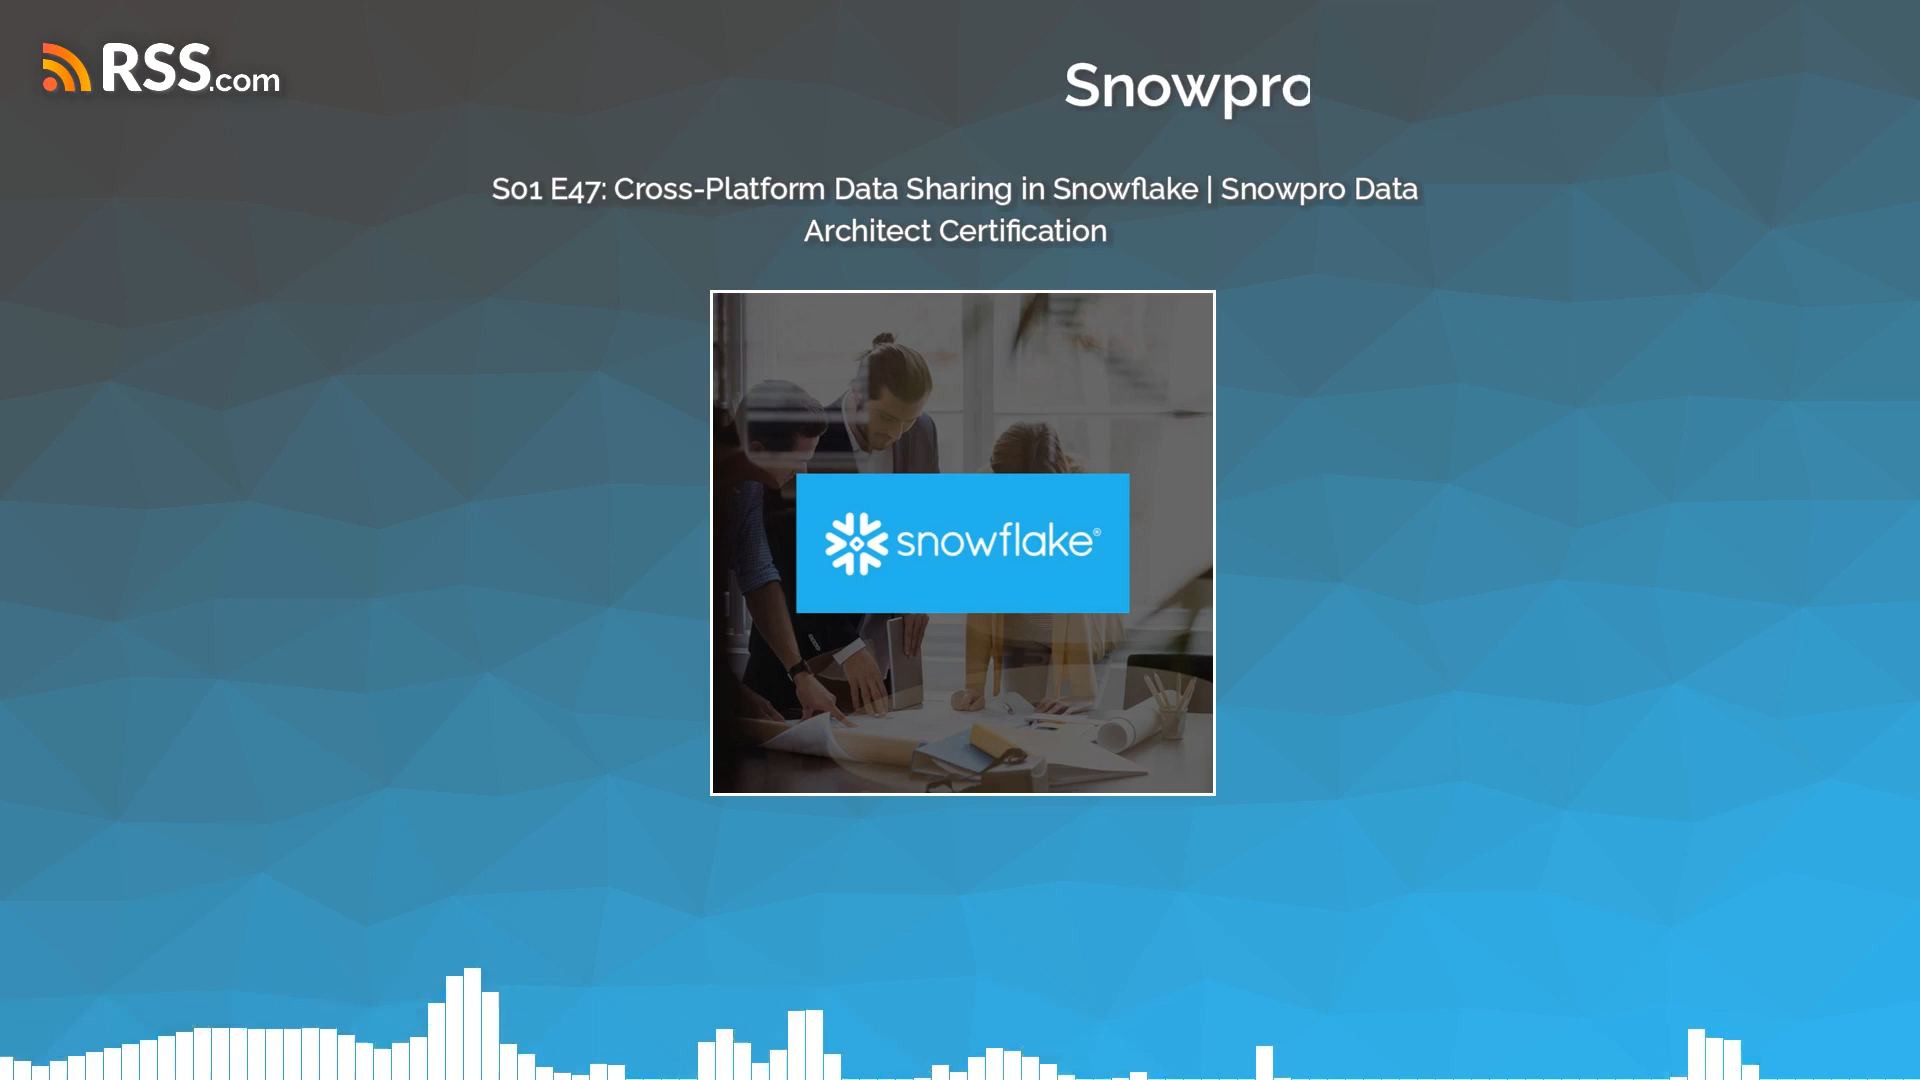 RSS.com
Snowpro
S01 E47: Cross-Platform Data Sharing in Snowflake | Snowpro Data
Architect Certification
snowflake®